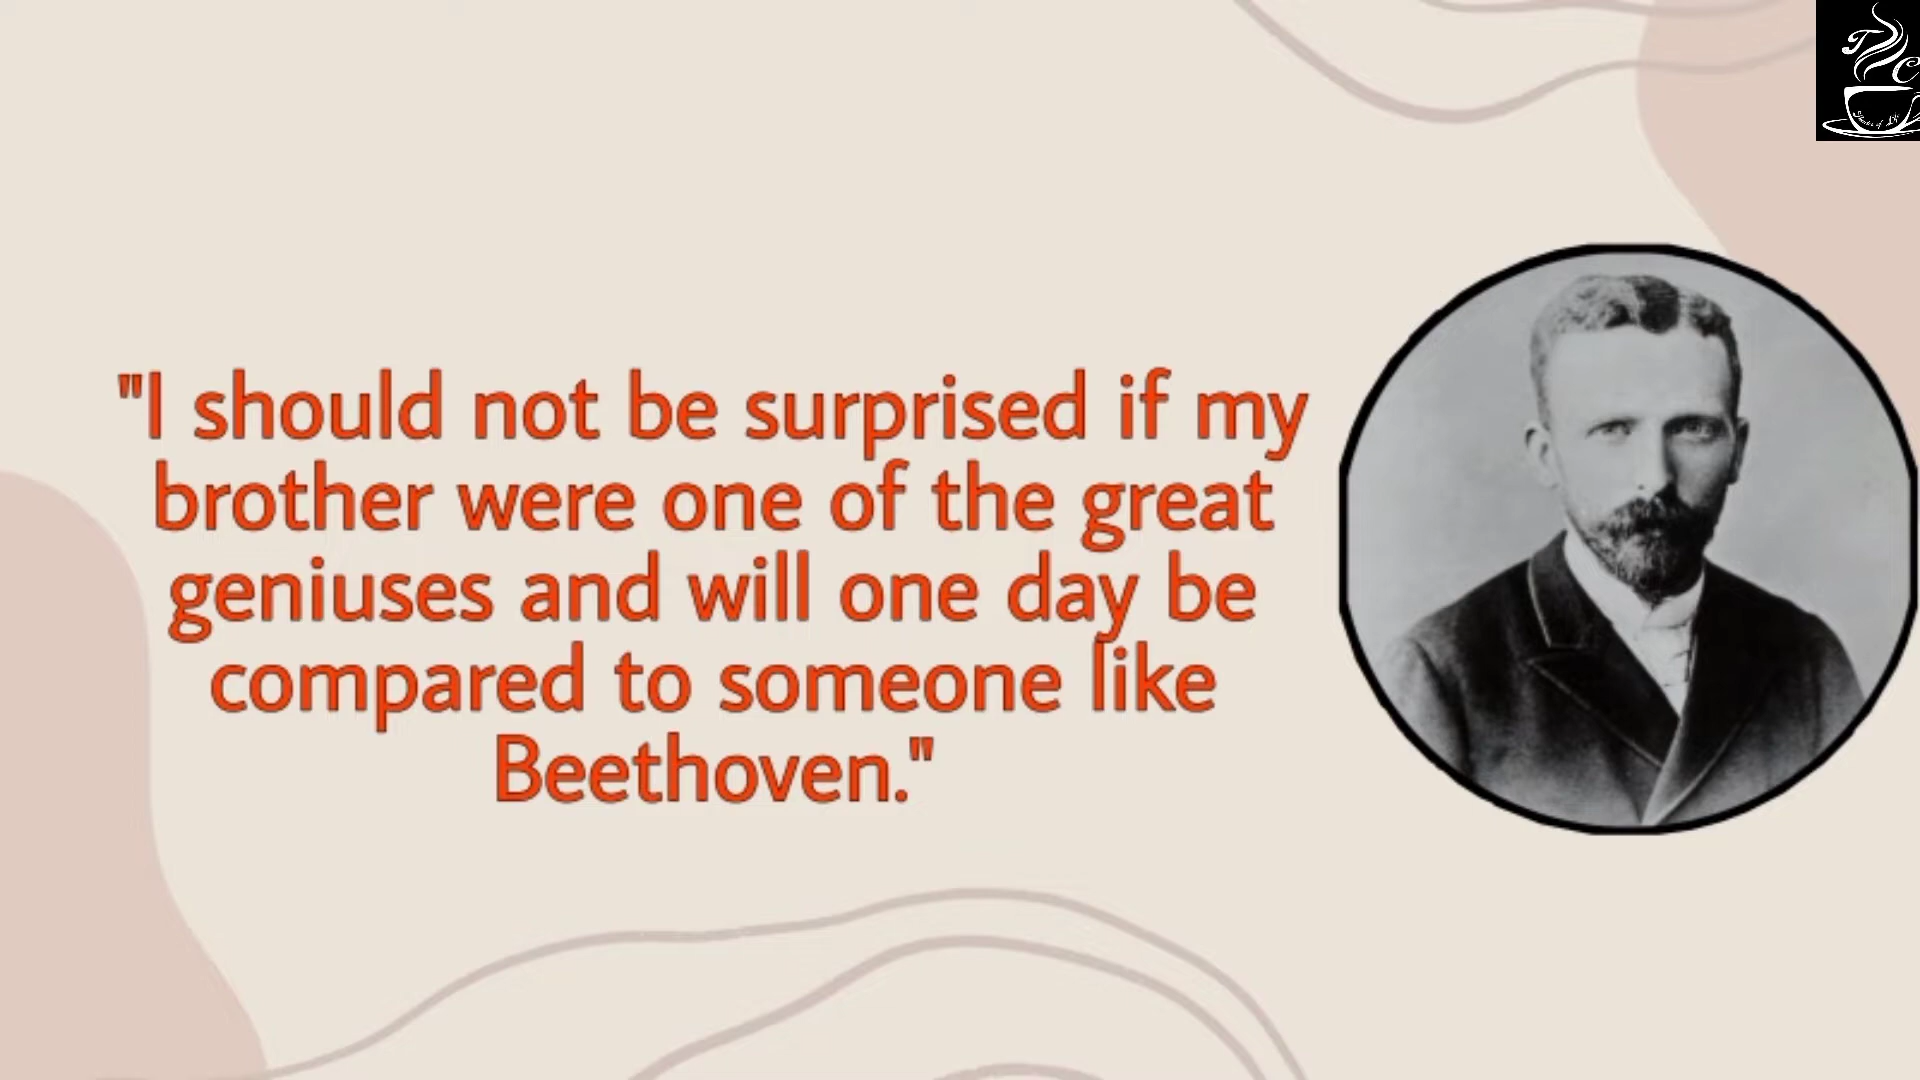 "I should not be surprised if my
brother were one of the great
geniuses and will one day be
compared to someone like
Beethoven."
T
C